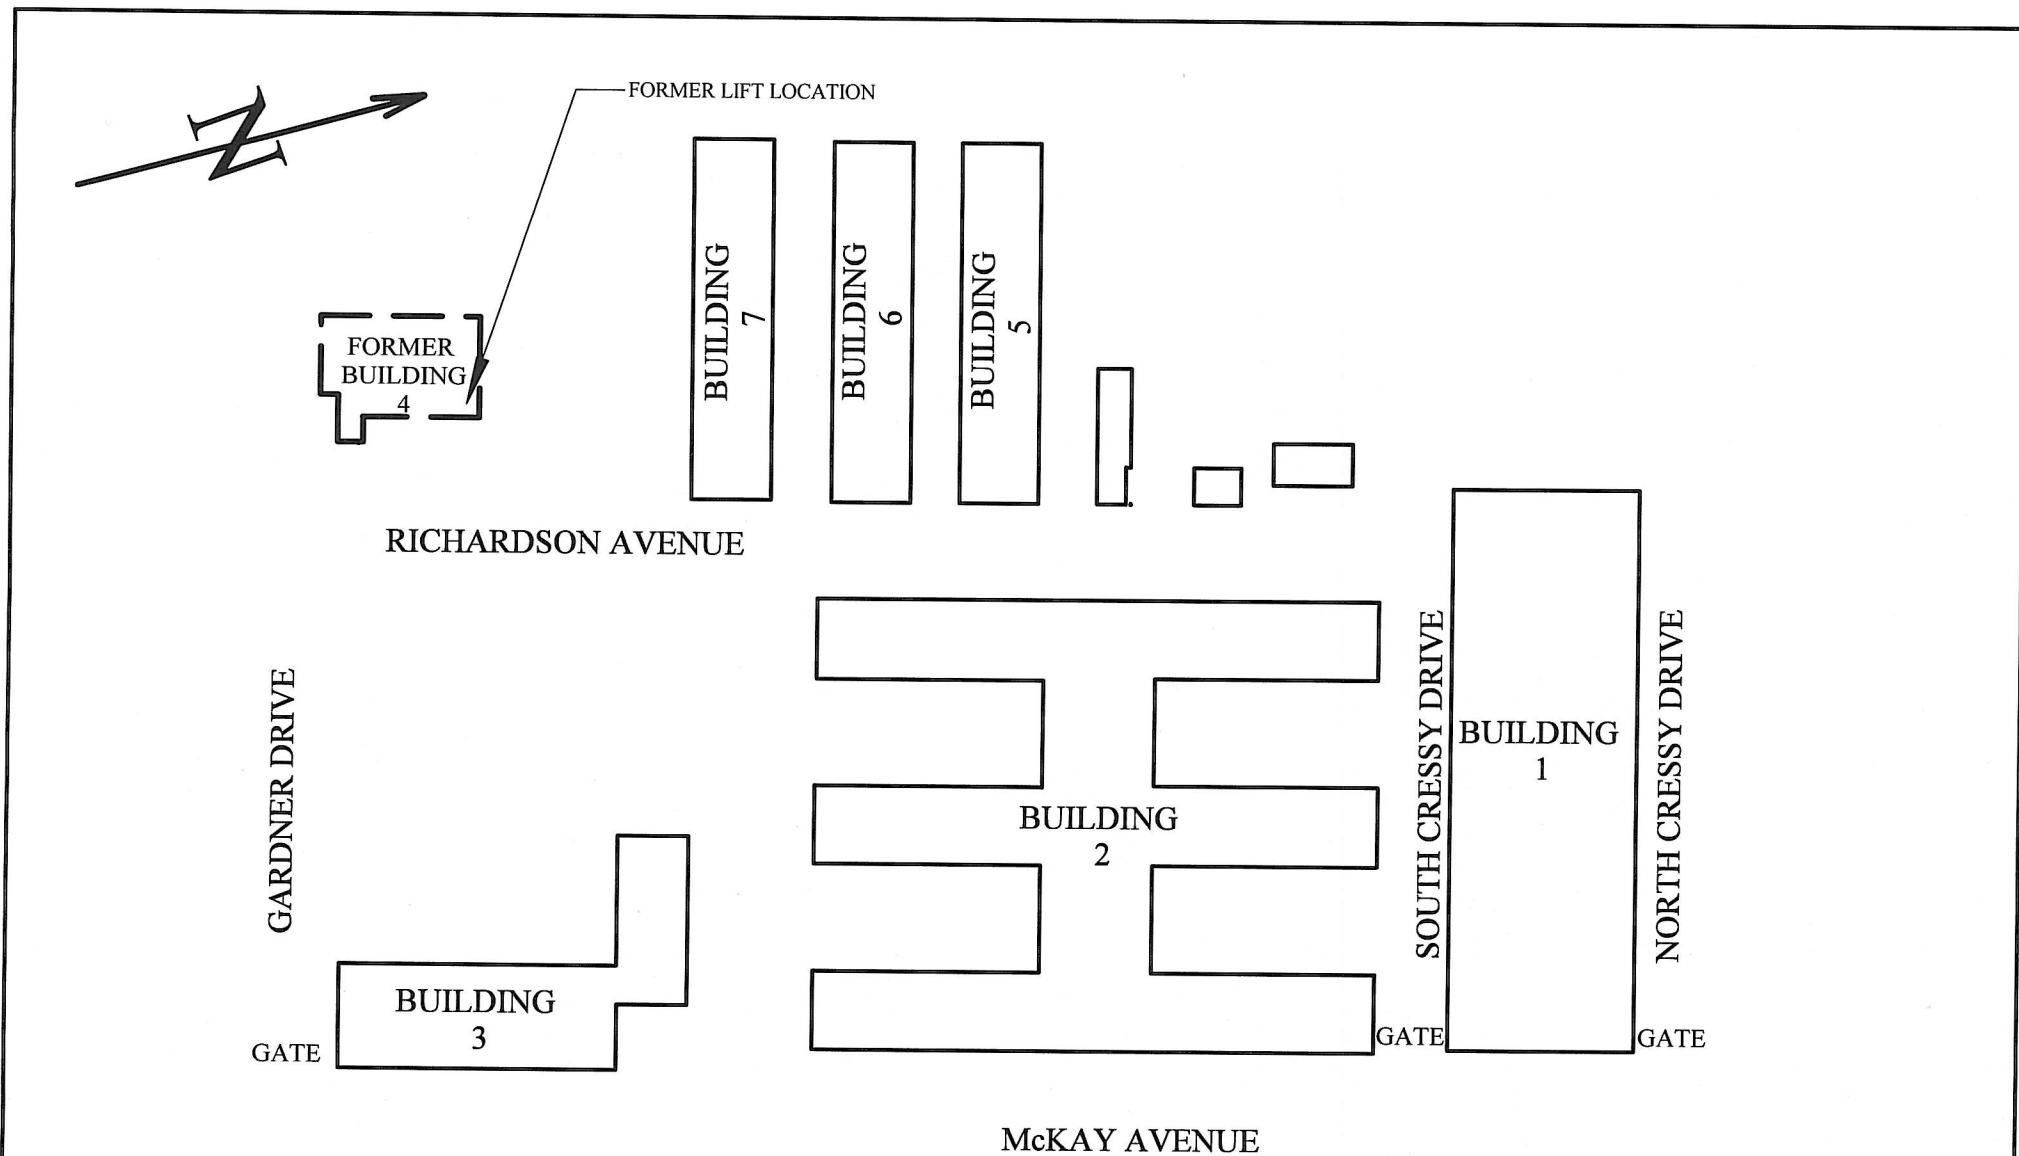 N
FORMER LIFT LOCATION
BUILDING
7
BUILDING
6
BUILDING
5
FORMER
BUILDING
4
RICHARDSON AVENUE
GARDNER DRIVE
SOUTH CRESSY DRIVE
BUILDING
1
NORTH CRESSY DRIVE
BUILDING
2
BUILDING
3
GATE
GATE
GATE
McKAY AVENUE